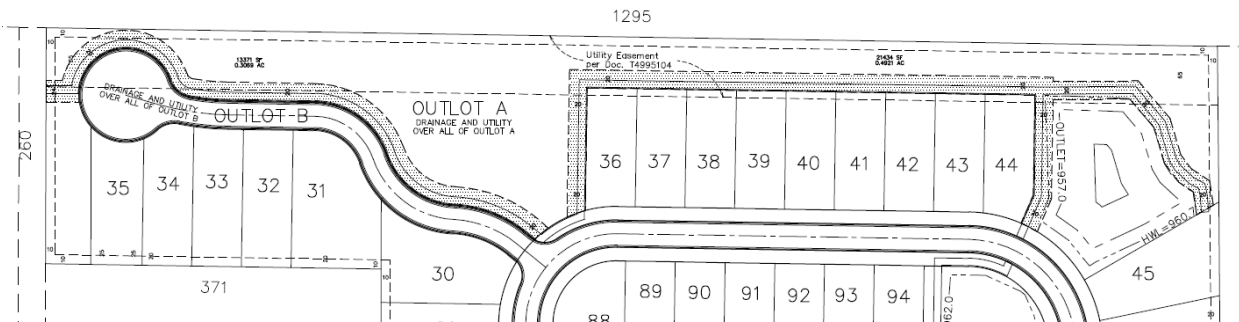 1295
260
Utility Easement
per Doc. T4995104
13371 SF
0.3069 AC
21434 SF
0.4921 AC
OUTLOT A
DRAINAGE AND UTILITY
OVER ALL OF OUTLOT A
DRAINAGE AND UTILITY
OVER ALL OF OUTLOT B
OUTLOT B
35
34
33
32
31
36
37
38
39
40
41
42
43
44
OUTLET=957.0
HWL=960.7
45
30
371
88
89
90
91
92
93
94
962.0